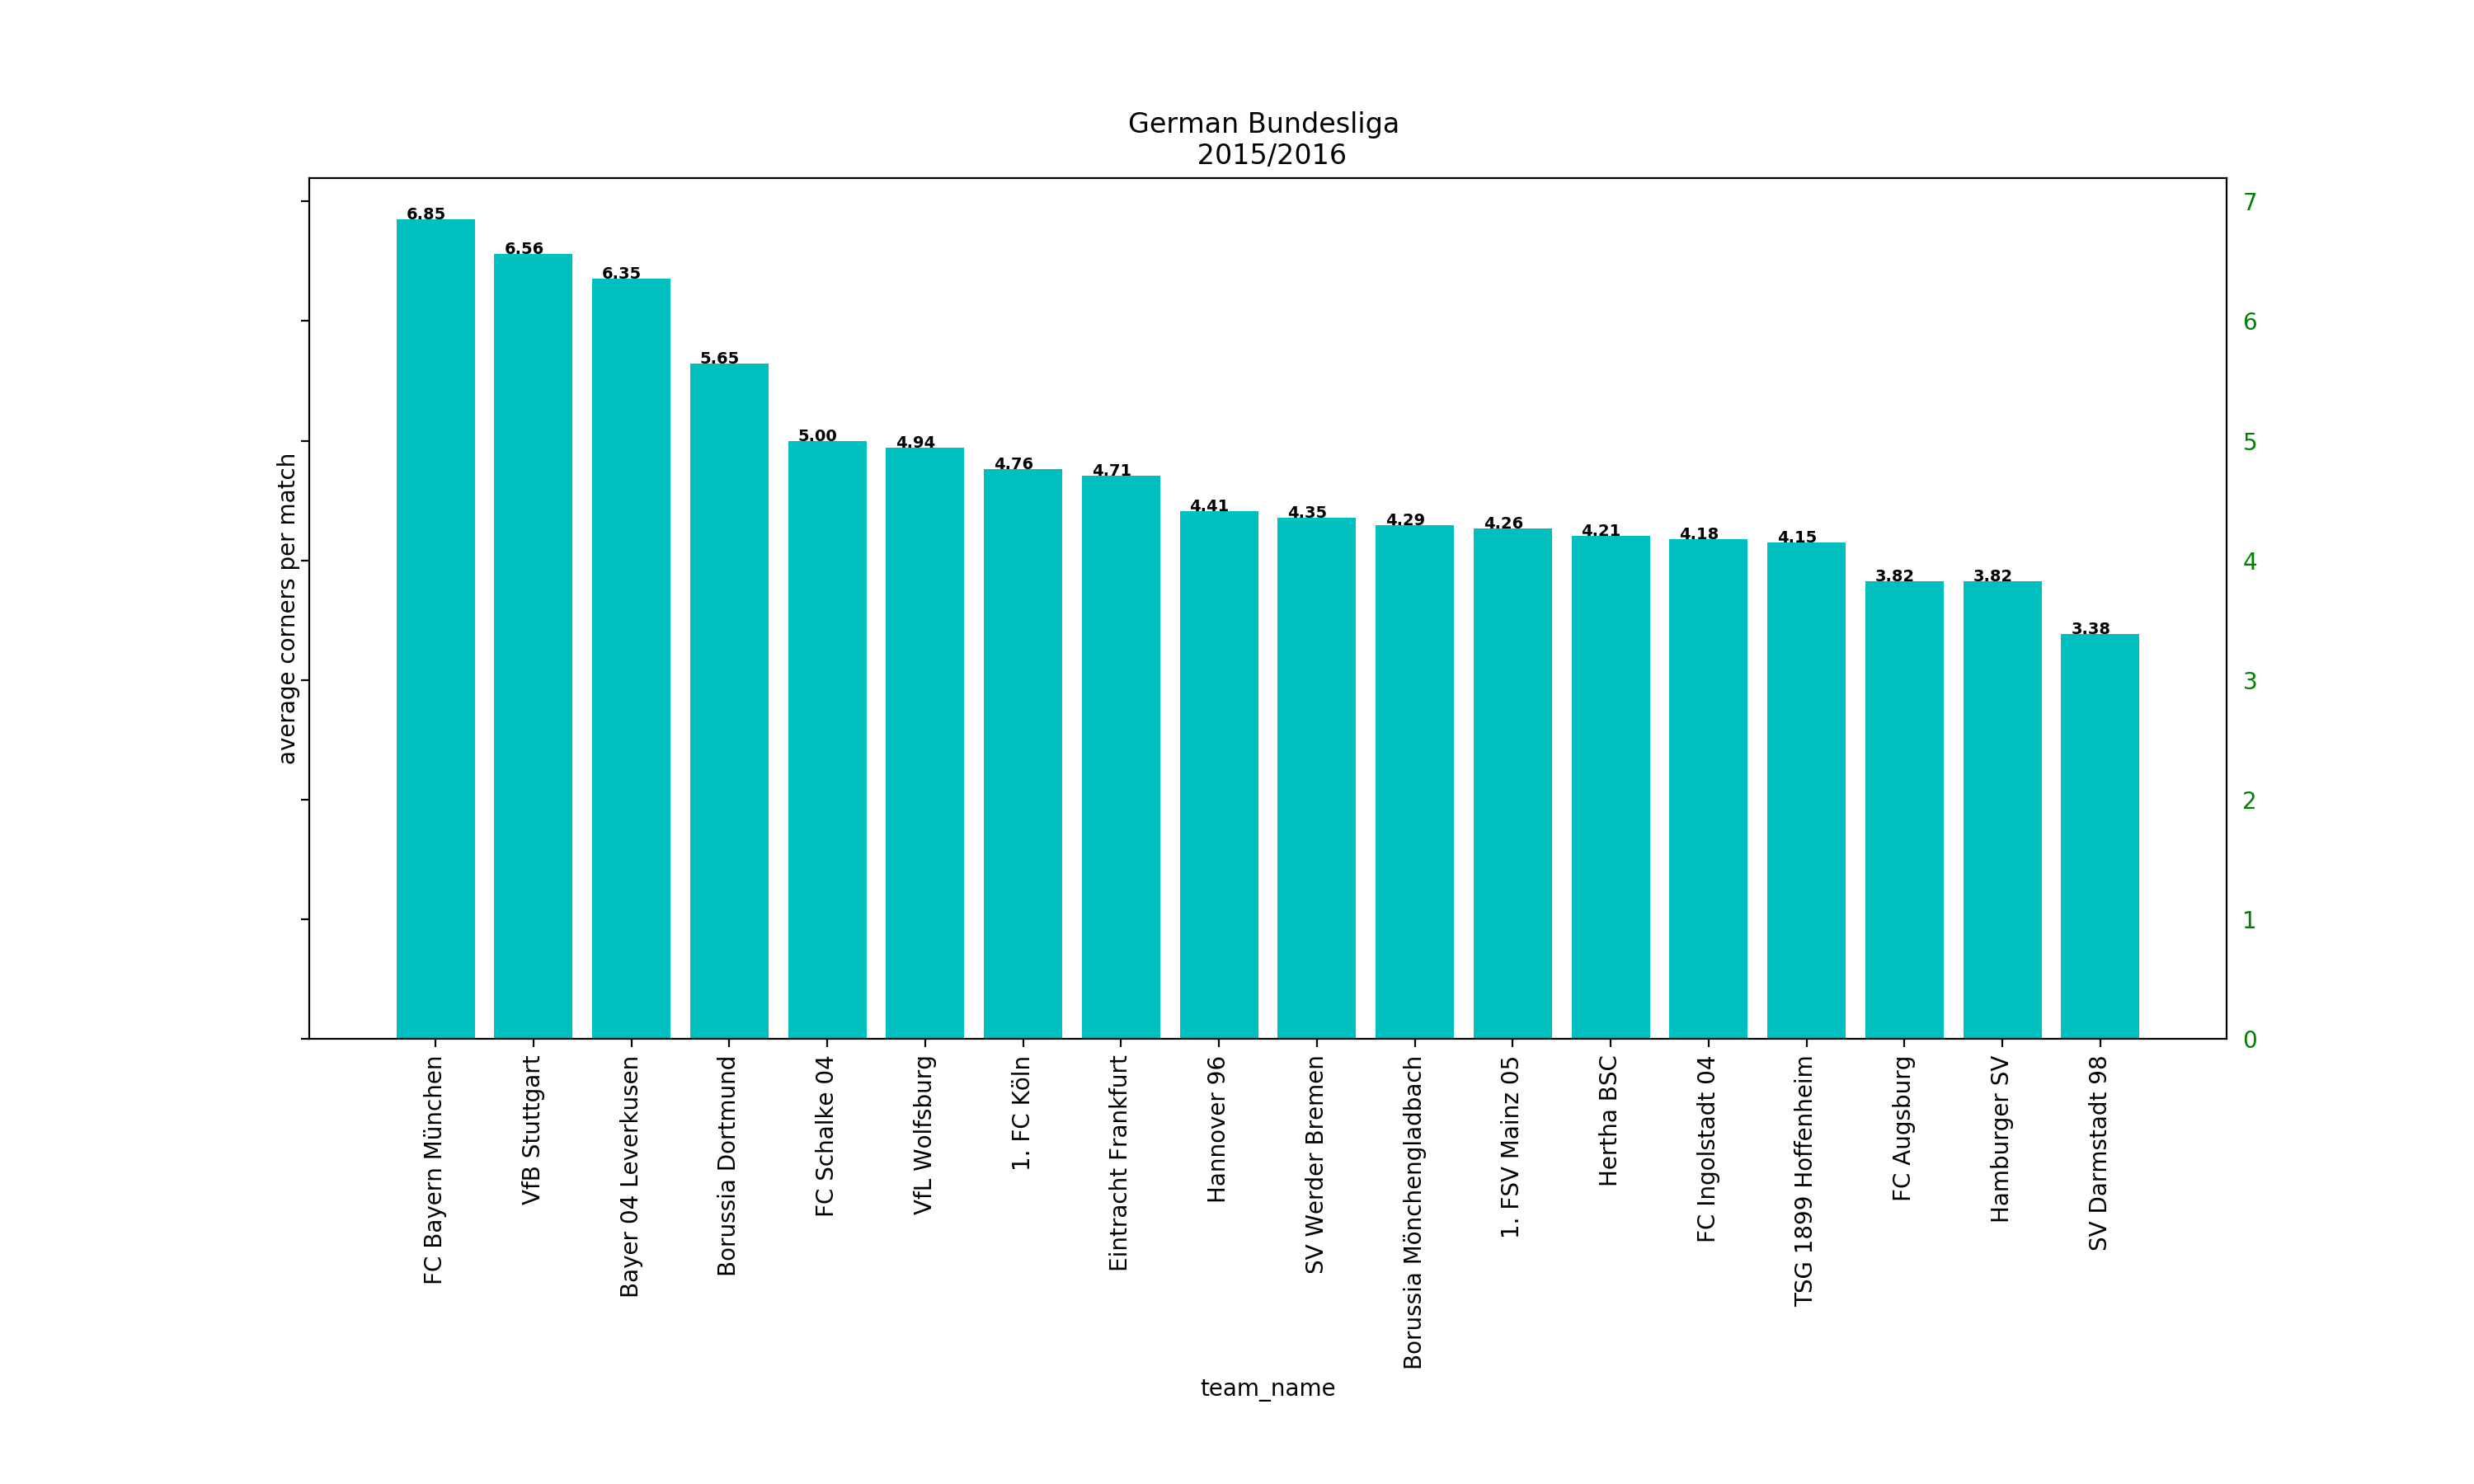 German Bundesliga
2015/2016
average corners per match
7
6
5
4
3
2
1
0
6.85
6.56
6.35
5.65
5.00
4.94
4.76
4.71
4.41
4.35
4.29
4.26
4.21
4.18
4.15
3.82
3.82
3.38
FC Bayern München
VfB Stuttgart
Bayer 04 Leverkusen
Borussia Dortmund
FC Schalke 04
VfL Wolfsburg
1. FC Köln
Eintracht Frankfurt
Hannover 96
SV Werder Bremen
Borussia Mönchengladbach
1. FSV Mainz 05
Hertha BSC
FC Ingolstadt 04
TSG 1899 Hoffenheim
FC Augsburg
Hamburger SV
SV Darmstadt 98
team_name